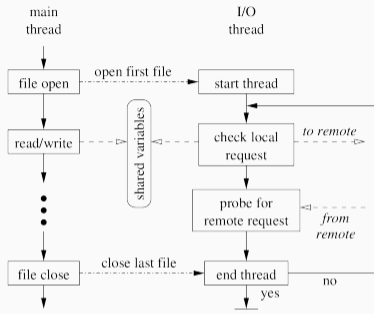 main
thread
I/O
thread
file open
open first file
start thread
shared variables
read/write
check local
request
to remote
probe for
remote request
from
remote
file close
close last file
end thread
yes
no